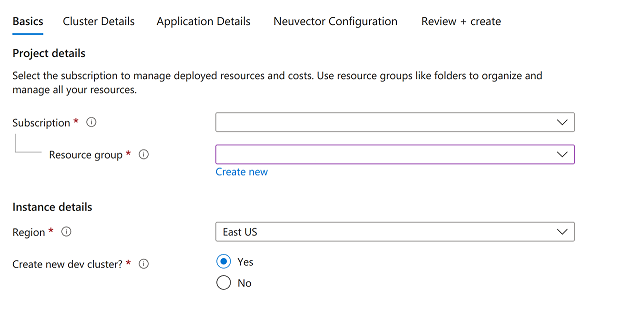 Basics Cluster Details Application Details Neuvector Configuration Review + create
Project details
Select the subscription to manage deployed resources and costs. Use resource groups like folders to organize and
manage all your resources.
Subscription *
Resource group *
Create new
Instance details
Region * East US
Create new dev cluster? * Yes
No